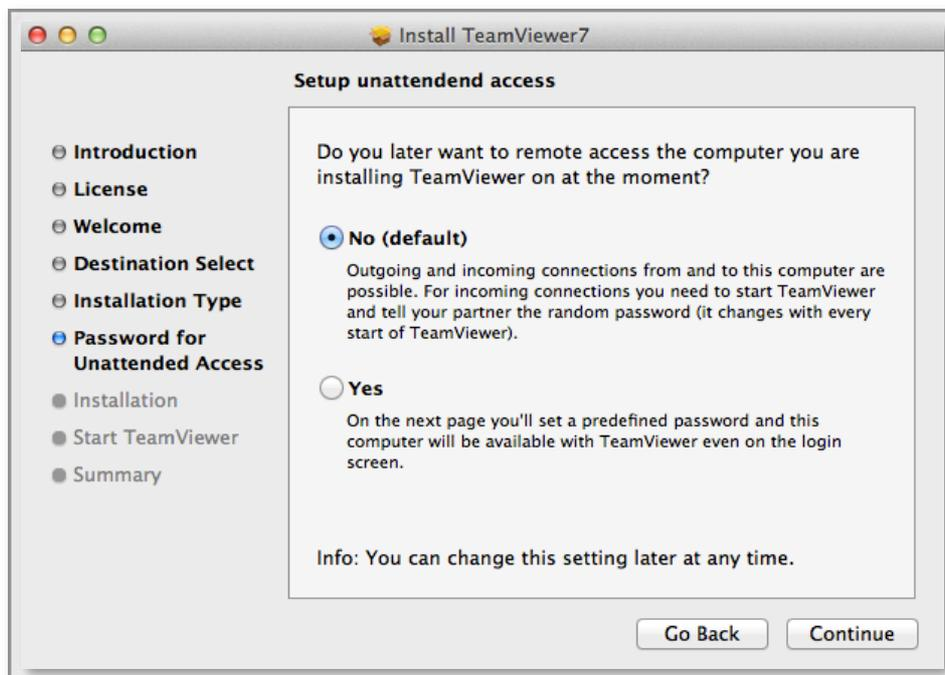 Install TeamViewer7
Setup unattendend access
Introduction
License
Welcome
Destination Select
Installation Type
Password for
Unattended Access
Installation
Start TeamViewer
Summary
Do you later want to remote access the computer you are
installing TeamViewer on at the moment?
No (default)
Outgoing and incoming connections from and to this computer are
possible. For incoming connections you need to start TeamViewer
and tell your partner the random password (it changes with every
start of TeamViewer).
Yes
On the next page you'll set a predefined password and this
computer will be available with TeamViewer even on the login
screen.
Info: You can change this setting later at any time.
Go Back
Continue